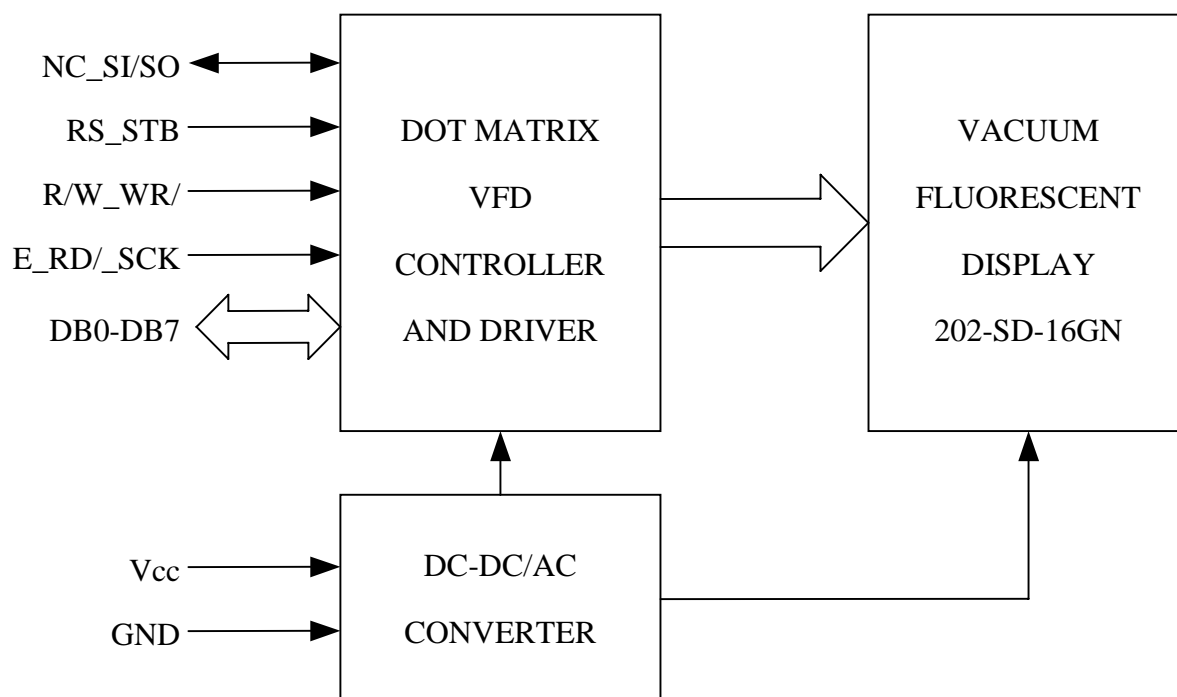 NC_SI/SO
RS_STB
R/W_WR/
E_RD/_SCK
DB0-DB7
DOT MATRIX
VFD
CONTROLLER
AND DRIVER
VACUUM
FLUORESCENT
DISPLAY
202-SD-16GN
Vcc
GND
DC-DC/AC
CONVERTER